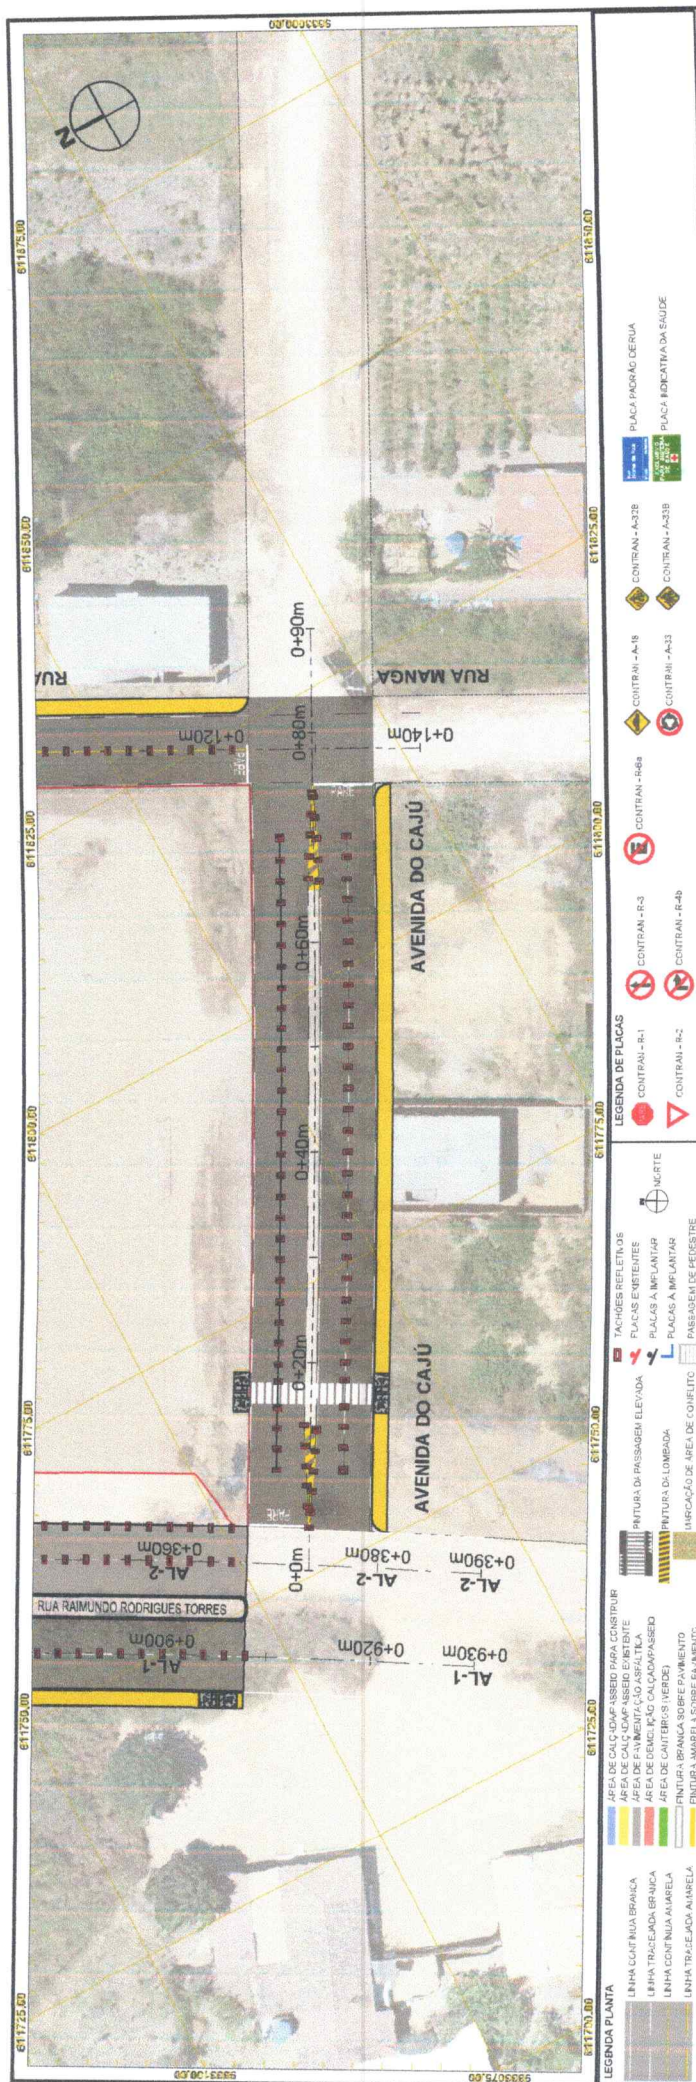 9333000,00
611875,00
611850,00
611825,00
611800,00
611775,00
611750,00
611725,00
N
611850,00
611825,00
611800,00
611775,00
611750,00
611725,00
611700,00
9333100,00
9333075,00
RUA
RUA MANGA
0+90m
0+80m
0+120m
0+140m
PARE
AVENIDA DO CAJÚ
0+60m
0+40m
0+20m
AVENIDA DO CAJÚ
PARE
0+0m
0+360m
AL-2
0+380m
AL-2
0+390m
AL-2
RUA RAIMUNDO RODRIGUES TORRES
0+900m
AL-1
0+920m
0+930m
AL-1
LEGENDA PLANTA
LINHA CONTÍNUA BRANCA
LINHA TRACEJADA BRANCA
LINHA CONTÍNUA AMARELA
LINHA TRACEJADA AMARELA
ÁREA DE CALÇADA/PASSEIO PARA CONSTRUIR
ÁREA DE CALÇADA/PASSEIO EXISTENTE
ÁREA DE PAVIMENTAÇÃO ASFÁLTICA
ÁREA DE DEMOLIÇÃO CALÇADA/PASSEIO
ÁREA DE CANTEIROS (VERDE)
PINTURA BRANCA SOBRE PAVIMENTO
PINTURA AMARELA SOBRE PAVIMENTO
PINTURA DA PASSAGEM ELEVADA
PINTURA DA LOMBADA
MARCAÇÃO DE ÁREA DE CONFLITO
TACHÕES REFLETIVOS
PLACAS EXISTENTES
PLACAS À IMPLANTAR
PLACAS À IMPLANTAR
PASSAGEM DE PEDESTRE
NORTE
LEGENDA DE PLACAS
CONTRAN - R-1
CONTRAN - R-2
CONTRAN - R-3
CONTRAN - R-4b
CONTRAN - R-6a
CONTRAN - A-18
CONTRAN - A-33
CONTRAN - A-32B
CONTRAN - A-33B
PLACA PADRÃO DE RUA
PLACA INDICATIVA DA SAÚDE